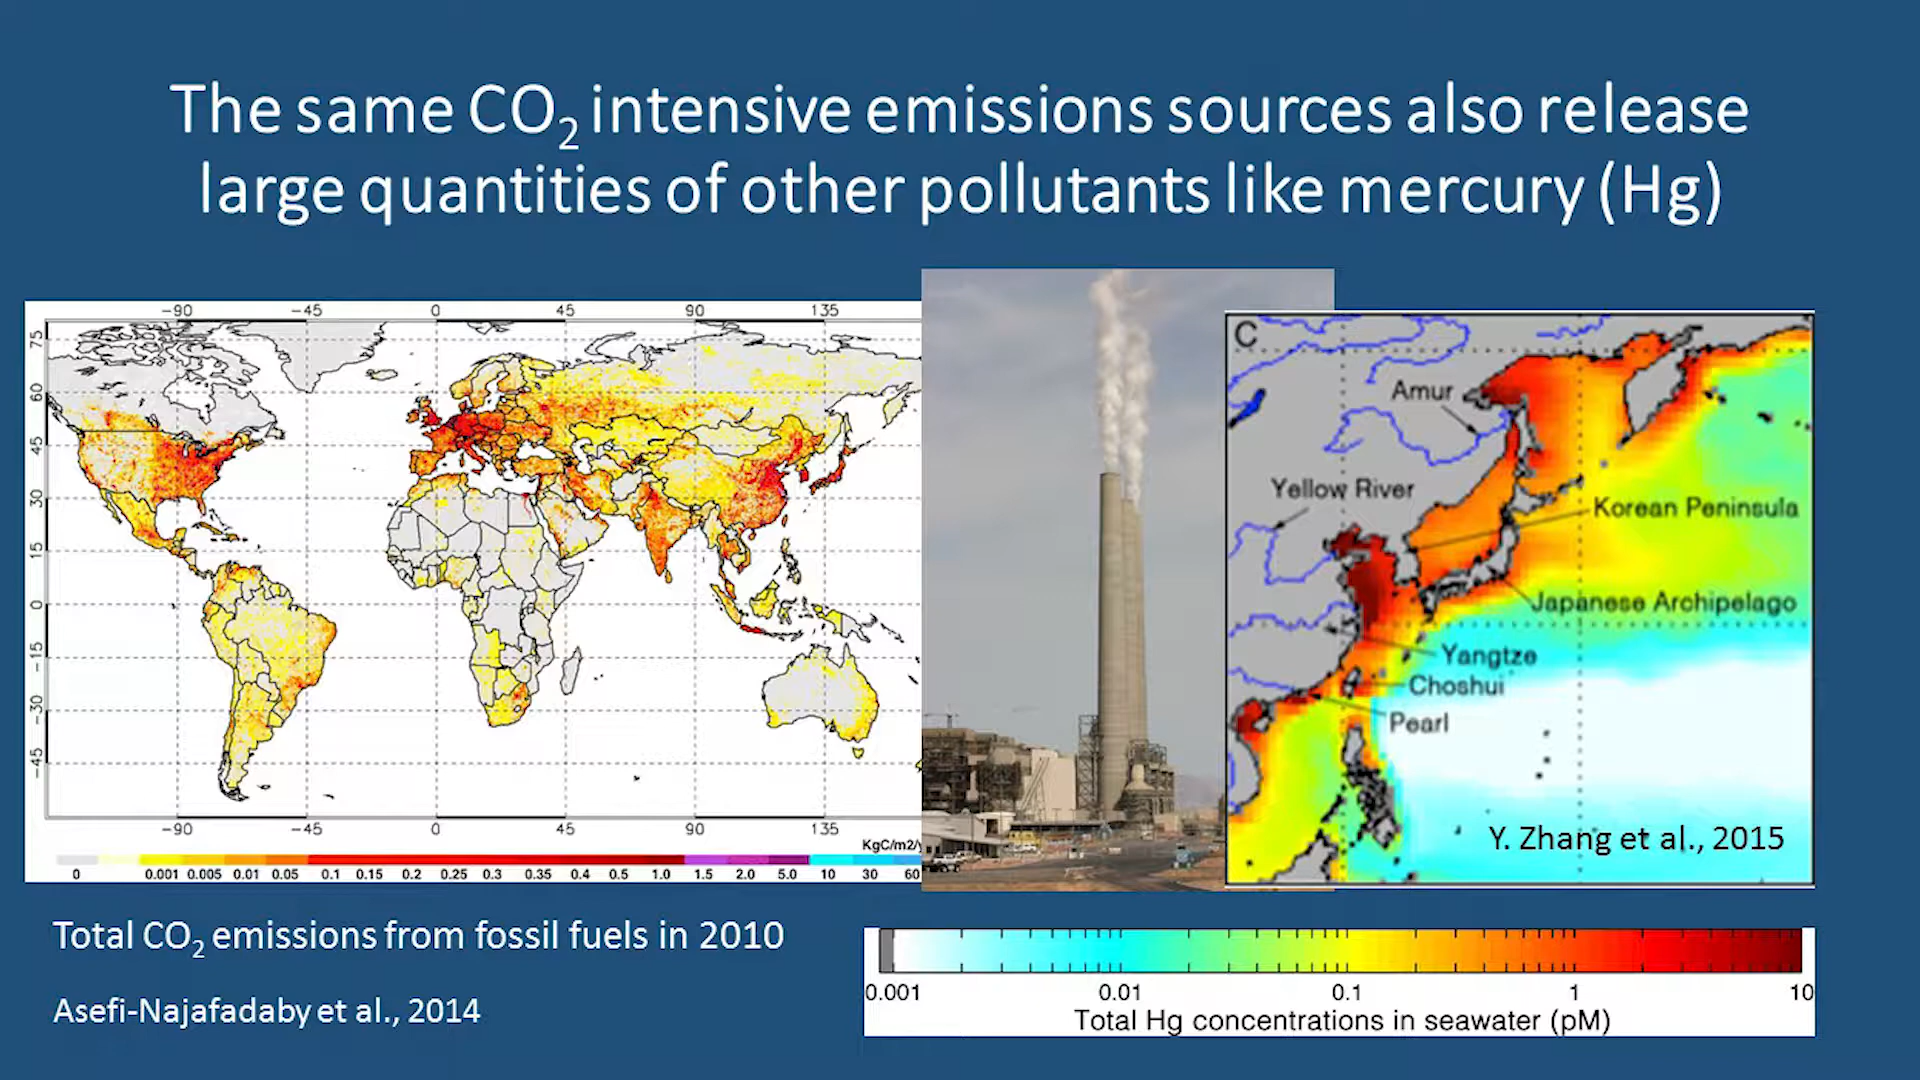 The same CO2 intensive emissions sources also release
large quantities of other pollutants like mercury (Hg)
-90 -45 0 45 90 135
75
60
45
30
15
0
-15
-30
-45
-90 -45 0 45 90 135
KgC/m2/y
0 0.001 0.005 0.01 0.05 0.1 0.15 0.2 0.25 0.3 0.35 0.4 0.5 1.0 1.5 2.0 5.0 10 30 60
C
Amur
Yellow River
Korean Peninsula
Japanese Archipelago
Yangtze
Choshui
Pearl
Y. Zhang et al., 2015
Total CO2 emissions from fossil fuels in 2010
Asefi-Najafadaby et al., 2014
0.001 0.01 0.1 1 10
Total Hg concentrations in seawater (pM)